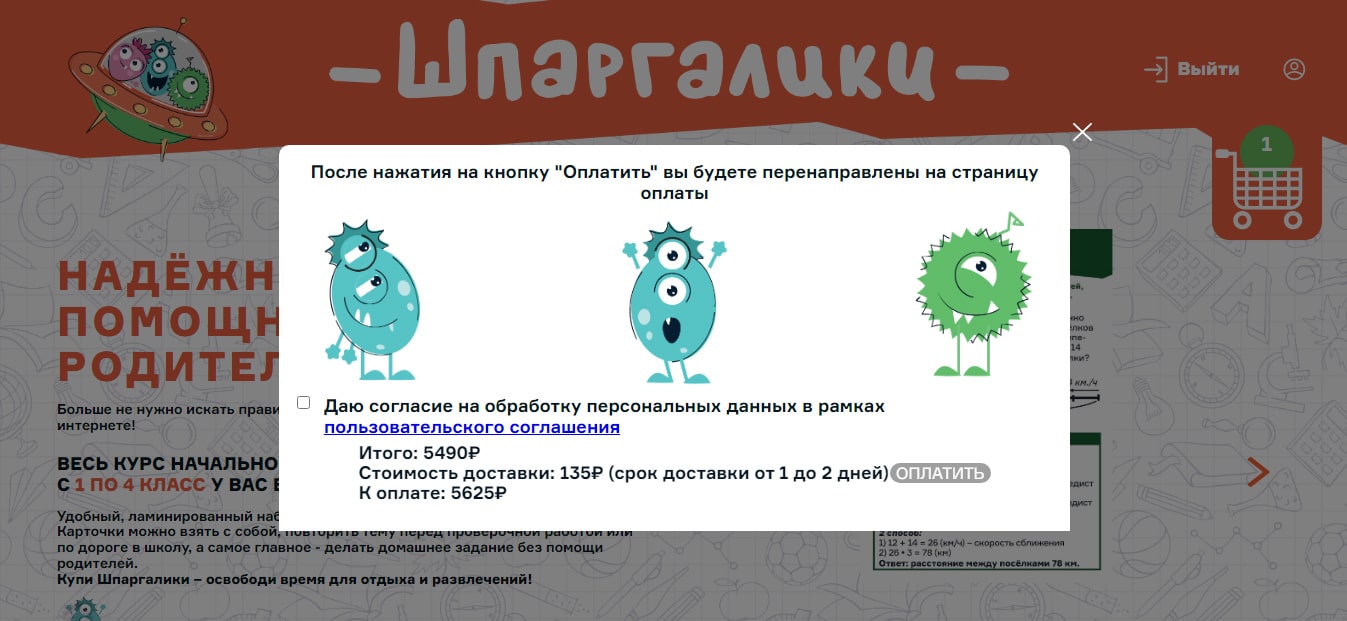 – Шпаргалики –
Выйти
1
После нажатия на кнопку "Оплатить" вы будете перенаправлены на страницу
оплаты
Даю согласие на обработку персональных данных в рамках
пользовательского соглашения
Итого: 5490₽
Стоимость доставки: 135₽ (срок доставки от 1 до 2 дней) ОПЛАТИТЬ
К оплате: 5625₽
НАДЁЖН
ПОМОЩН
РОДИТЕЛ
Больше не нужно искать прави
интернете!
ВЕСЬ КУРС НАЧАЛЬНО
С 1 ПО 4 КЛАСС У ВАС В
Удобный, ламинированный наб
Карточки можно взять с собой, повторить тему перед проверочной работой или
по дороге в школу, а самое главное - делать домашнее задание без помощи
родителей.
Купи Шпаргалики – освободи время для отдыха и развлечений!
14
км./ч
2 способ:
1) 12 + 14 = 26 (км/ч) – скорость сближения
2) 26 • 3 = 78 (км)
Ответ: расстояние между посёлками 78 км.